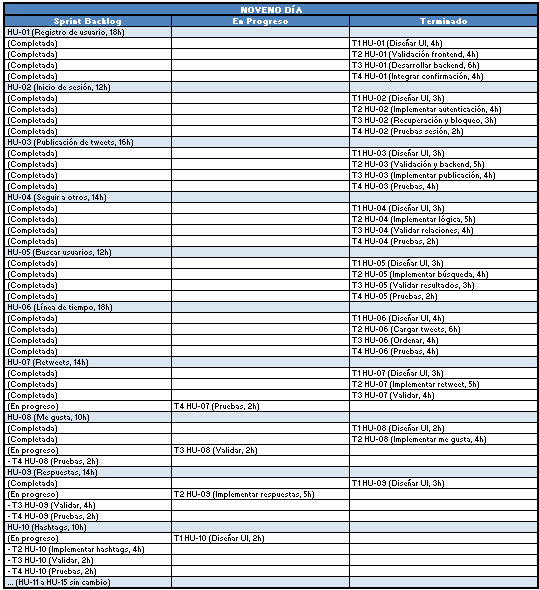 NOVENO DÍA
Sprint Backlog En Progreso Terminado
HU-01 (Registro de usuario, 18h)
(Completada) T1 HU-01 (Diseñar UI, 4h)
(Completada) T2 HU-01 (Validación frontend, 4h)
(Completada) T3 HU-01 (Desarrollar backend, 6h)
(Completada) T4 HU-01 (Integrar confirmación, 4h)
HU-02 (Inicio de sesión, 12h)
(Completada) T1 HU-02 (Diseñar UI, 3h)
(Completada) T2 HU-02 (Implementar autenticación, 4h)
(Completada) T3 HU-02 (Recuperación y bloqueo, 3h)
(Completada) T4 HU-02 (Pruebas sesión, 2h)
HU-03 (Publicación de tweets, 16h)
(Completada) T1 HU-03 (Diseñar UI, 3h)
(Completada) T2 HU-03 (Validación y backend, 5h)
(Completada) T3 HU-03 (Implementar publicación, 4h)
(Completada) T4 HU-03 (Pruebas, 4h)
HU-04 (Seguir a otros, 14h)
(Completada) T1 HU-04 (Diseñar UI, 3h)
(Completada) T2 HU-04 (Implementar lógica, 5h)
(Completada) T3 HU-04 (Validar relaciones, 4h)
(Completada) T4 HU-04 (Pruebas, 2h)
HU-05 (Buscar usuarios, 12h)
(Completada) T1 HU-05 (Diseñar UI, 3h)
(Completada) T2 HU-05 (Implementar búsqueda, 4h)
(Completada) T3 HU-05 (Validar resultados, 3h)
(Completada) T4 HU-05 (Pruebas, 2h)
HU-06 (Línea de tiempo, 18h)
(Completada) T1 HU-06 (Diseñar UI, 4h)
(Completada) T2 HU-06 (Cargar tweets, 6h)
(Completada) T3 HU-06 (Ordenar, 4h)
(Completada) T4 HU-06 (Pruebas, 4h)
HU-07 (Retweets, 14h)
(Completada) T1 HU-07 (Diseñar UI, 3h)
(Completada) T2 HU-07 (Implementar retweet, 5h)
(Completada) T3 HU-07 (Validar, 4h)
(En progreso) T4 HU-07 (Pruebas, 2h)
HU-08 (Me gusta, 10h)
(Completada) T1 HU-08 (Diseñar UI, 2h)
(Completada) T2 HU-08 (Implementar me gusta, 4h)
(En progreso) T3 HU-08 (Validar, 2h)
- T4 HU-08 (Pruebas, 2h)
HU-09 (Respuestas, 14h)
(Completada) T1 HU-09 (Diseñar UI, 3h)
(En progreso) T2 HU-09 (Implementar respuestas, 5h)
- T3 HU-09 (Validar, 4h)
- T4 HU-09 (Pruebas, 2h)
HU-10 (Hashtags, 10h)
(En progreso) T1 HU-10 (Diseñar UI, 2h)
- T2 HU-10 (Implementar hashtags, 4h)
- T3 HU-10 (Validar, 2h)
- T4 HU-10 (Pruebas, 2h)
... (HU-11 a HU-15 sin cambio)